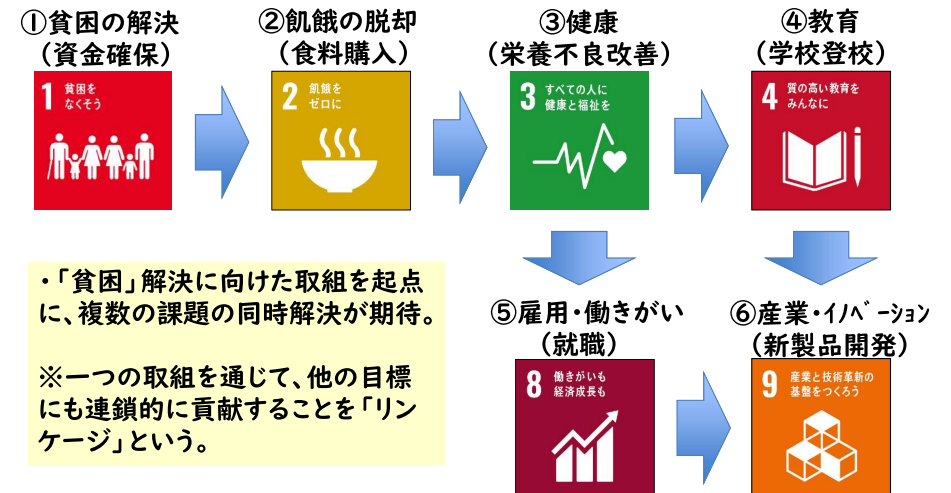 ①貧困の解決
（資金確保）
1 貧困を
なくそう
②飢餓の脱却
（食料購入）
2 飢餓を
ゼロに
③健康
（栄養不良改善）
3 すべての人に
健康と福祉を
④教育
（学校登校）
4 質の高い教育を
みんなに
・「貧困」解決に向けた取組を起点
に、複数の課題の同時解決が期待。
※一つの取組を通じて、他の目標
にも連鎖的に貢献することを「リン
ケージ」という。
⑤雇用・働きがい
（就職）
8 働きがいも
経済成長も
⑥産業・ｲﾉﾍﾞｰｼｮﾝ
（新製品開発）
9 産業と技術革新の
基盤をつくろう